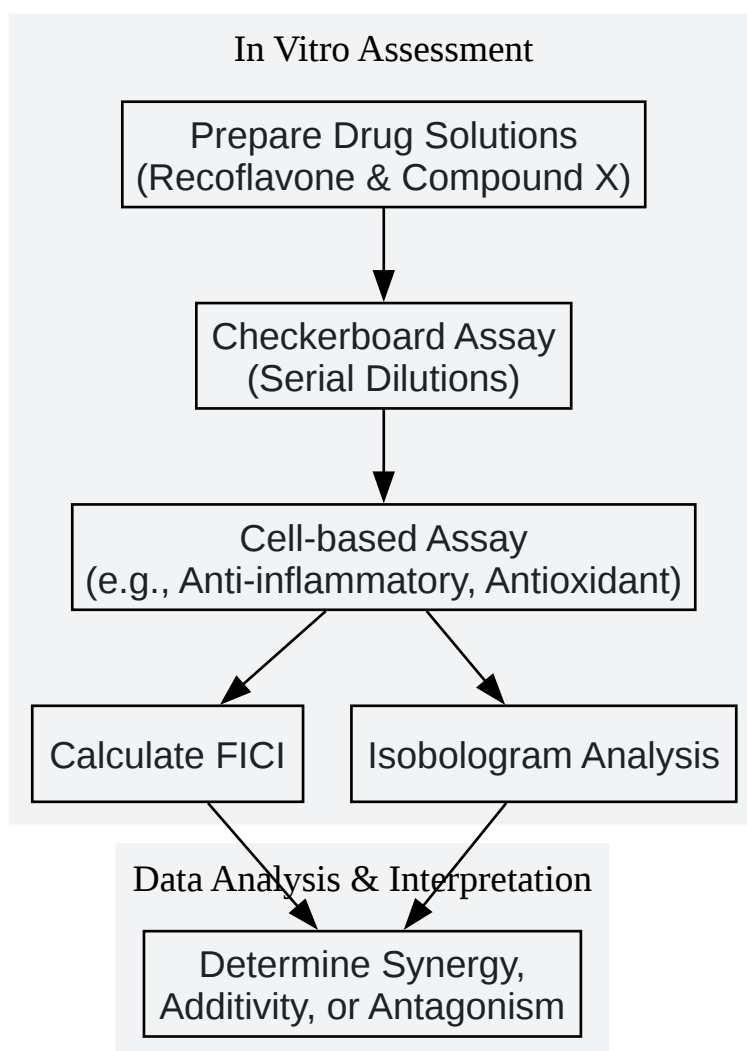 In Vitro Assessment
Prepare Drug Solutions
(Recoflavone & Compound X)
Checkerboard Assay
(Serial Dilutions)
Cell-based Assay
(e.g., Anti-inflammatory, Antioxidant)
Calculate FICI
Isobologram Analysis
Data Analysis & Interpretation
Determine Synergy,
Additivity, or Antagonism